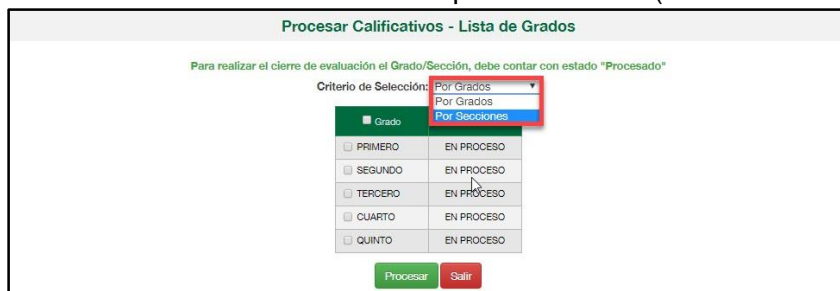 Procesar Calificativos - Lista de Grados
Para realizar el cierre de evaluación el Grado/Sección, debe contar con estado "Procesado"
Criterio de Selección: Por Grados
Por Grados
Por Secciones
Grado
PRIMERO EN PROCESO
SEGUNDO EN PROCESO
TERCERO EN PROCESO
CUARTO EN PROCESO
QUINTO EN PROCESO
Procesar Salir